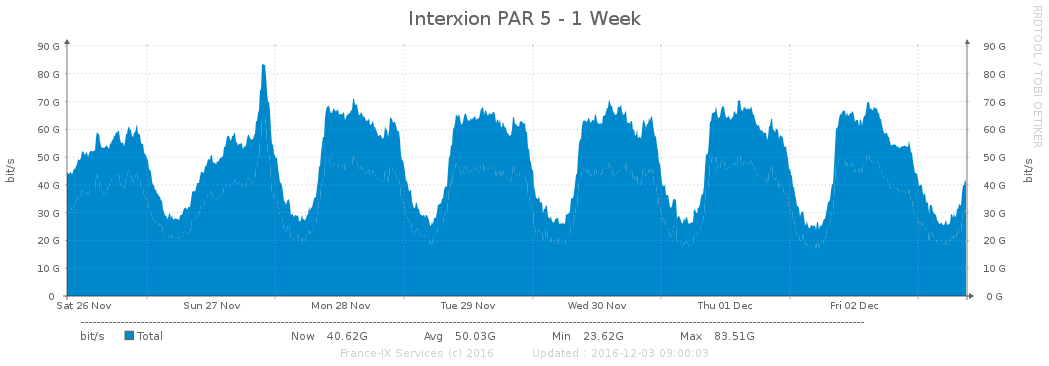 Interxion PAR 5 - 1 Week
RRDTOOL / TOBI OETIKER
90 G 90 G
80 G 80 G
70 G 70 G
60 G 60 G
50 G 50 G
40 G 40 G
30 G 30 G
20 G 20 G
10 G 10 G
0 0 G
bit/s
bit/s
Sat 26 Nov Sun 27 Nov Mon 28 Nov Tue 29 Nov Wed 30 Nov Thu 01 Dec Fri 02 Dec
bit/s Total Now 40.62G Avg 50.03G Min 23.62G Max 83.51G
France-IX Services (c) 2016 Updated : 2016-12-03 09:00:03